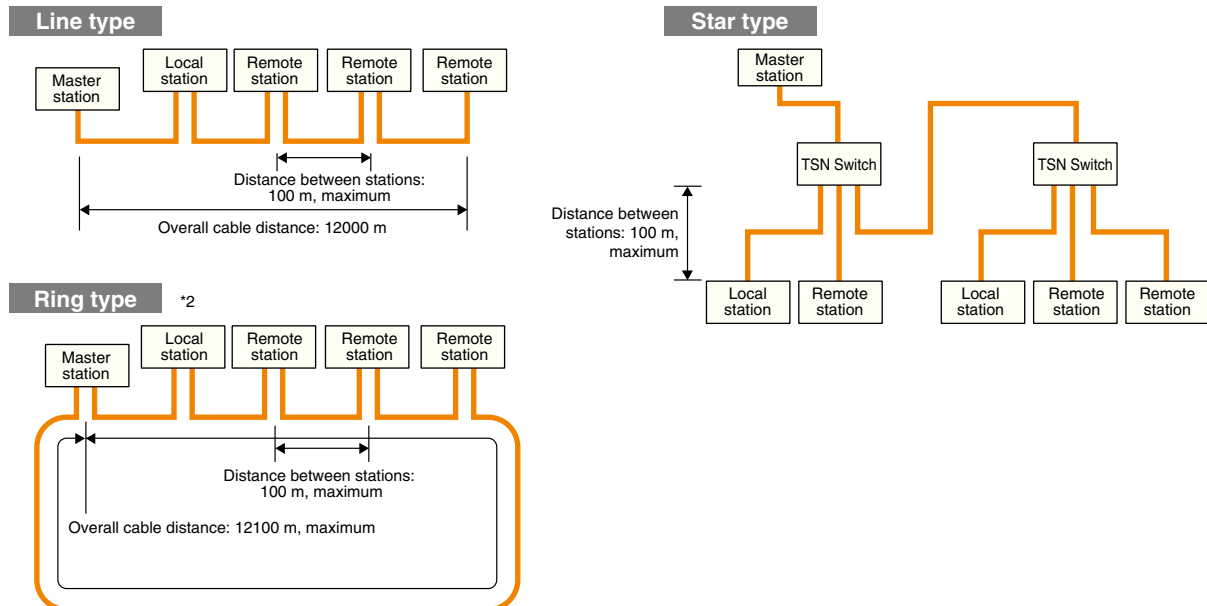 Line type
Master
station
Local
station
Remote
station
Remote
station
Remote
station
Distance between stations:
100 m, maximum
Overall cable distance: 12000 m
Ring type
*2
Master
station
Local
station
Remote
station
Remote
station
Remote
station
Distance between stations:
100 m, maximum
Overall cable distance: 12100 m, maximum
Star type
Master
station
TSN Switch
TSN Switch
Distance between
stations: 100 m,
maximum
Local
station
Remote
station
Local
station
Remote
station
Remote
station